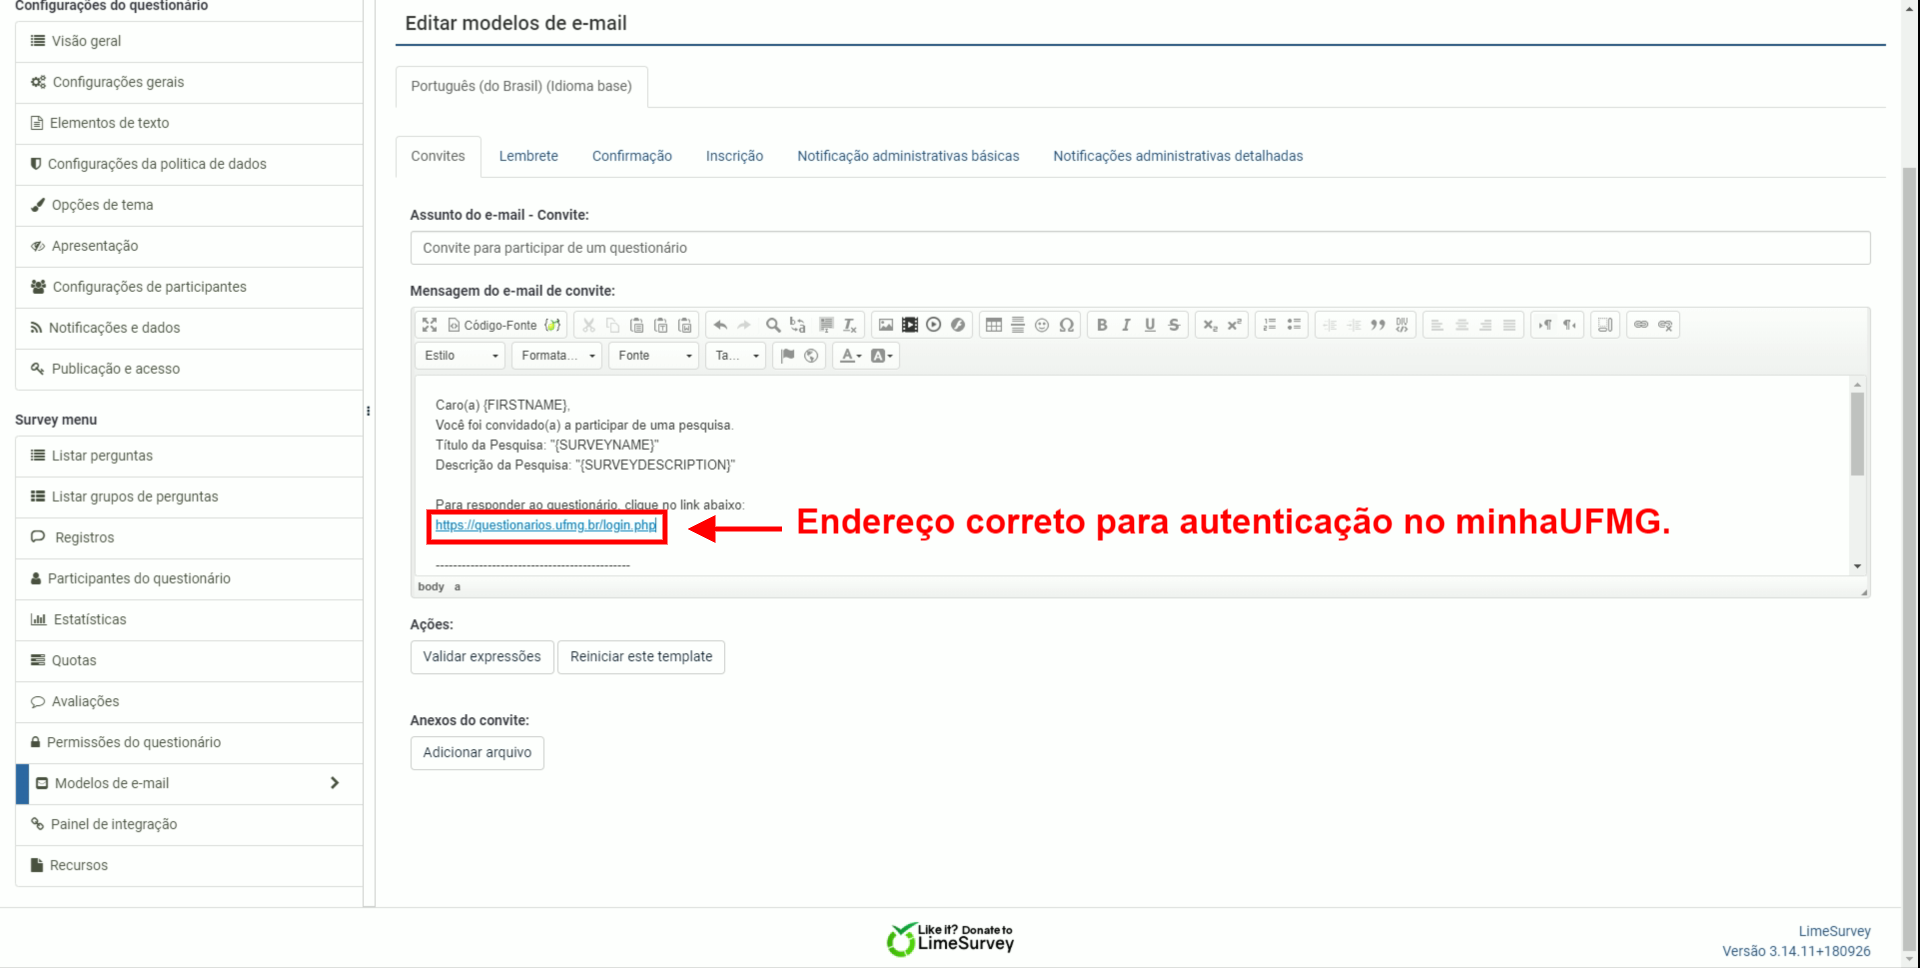 Configurações do questionário
Visão geral
Configurações gerais
Elementos de texto
Configurações da politica de dados
Opções de tema
Apresentação
Configurações de participantes
Notificações e dados
Publicação e acesso
Survey menu
Listar perguntas
Listar grupos de perguntas
Registros
Participantes do questionário
Estatísticas
Quotas
Avaliações
Permissões do questionário
Modelos de e-mail
Painel de integração
Recursos
Editar modelos de e-mail
Português (do Brasil) (Idioma base)
Convites Lembrete Confirmação Inscrição Notificação administrativas básicas Notificações administrativas detalhadas
Assunto do e-mail - Convite:
Convite para participar de um questionário
Mensagem do e-mail de convite:
Código-Fonte
Estilo Formata... Fonte Ta...
Caro(a) {FIRSTNAME},
Você foi convidado(a) a participar de uma pesquisa.
Título da Pesquisa: "{SURVEYNAME}"
Descrição da Pesquisa: "{SURVEYDESCRIPTION}"
Para responder ao questionário, clique no link abaixo:
https://questionarios.ufmg.br/login.php
Endereço correto para autenticação no minhaUFMG.
----------------------------------------------
body a
Ações:
Validar expressões Reiniciar este template
Anexos do convite:
Adicionar arquivo
Like it? Donate to
LimeSurvey
LimeSurvey
Versão 3.14.11+180926